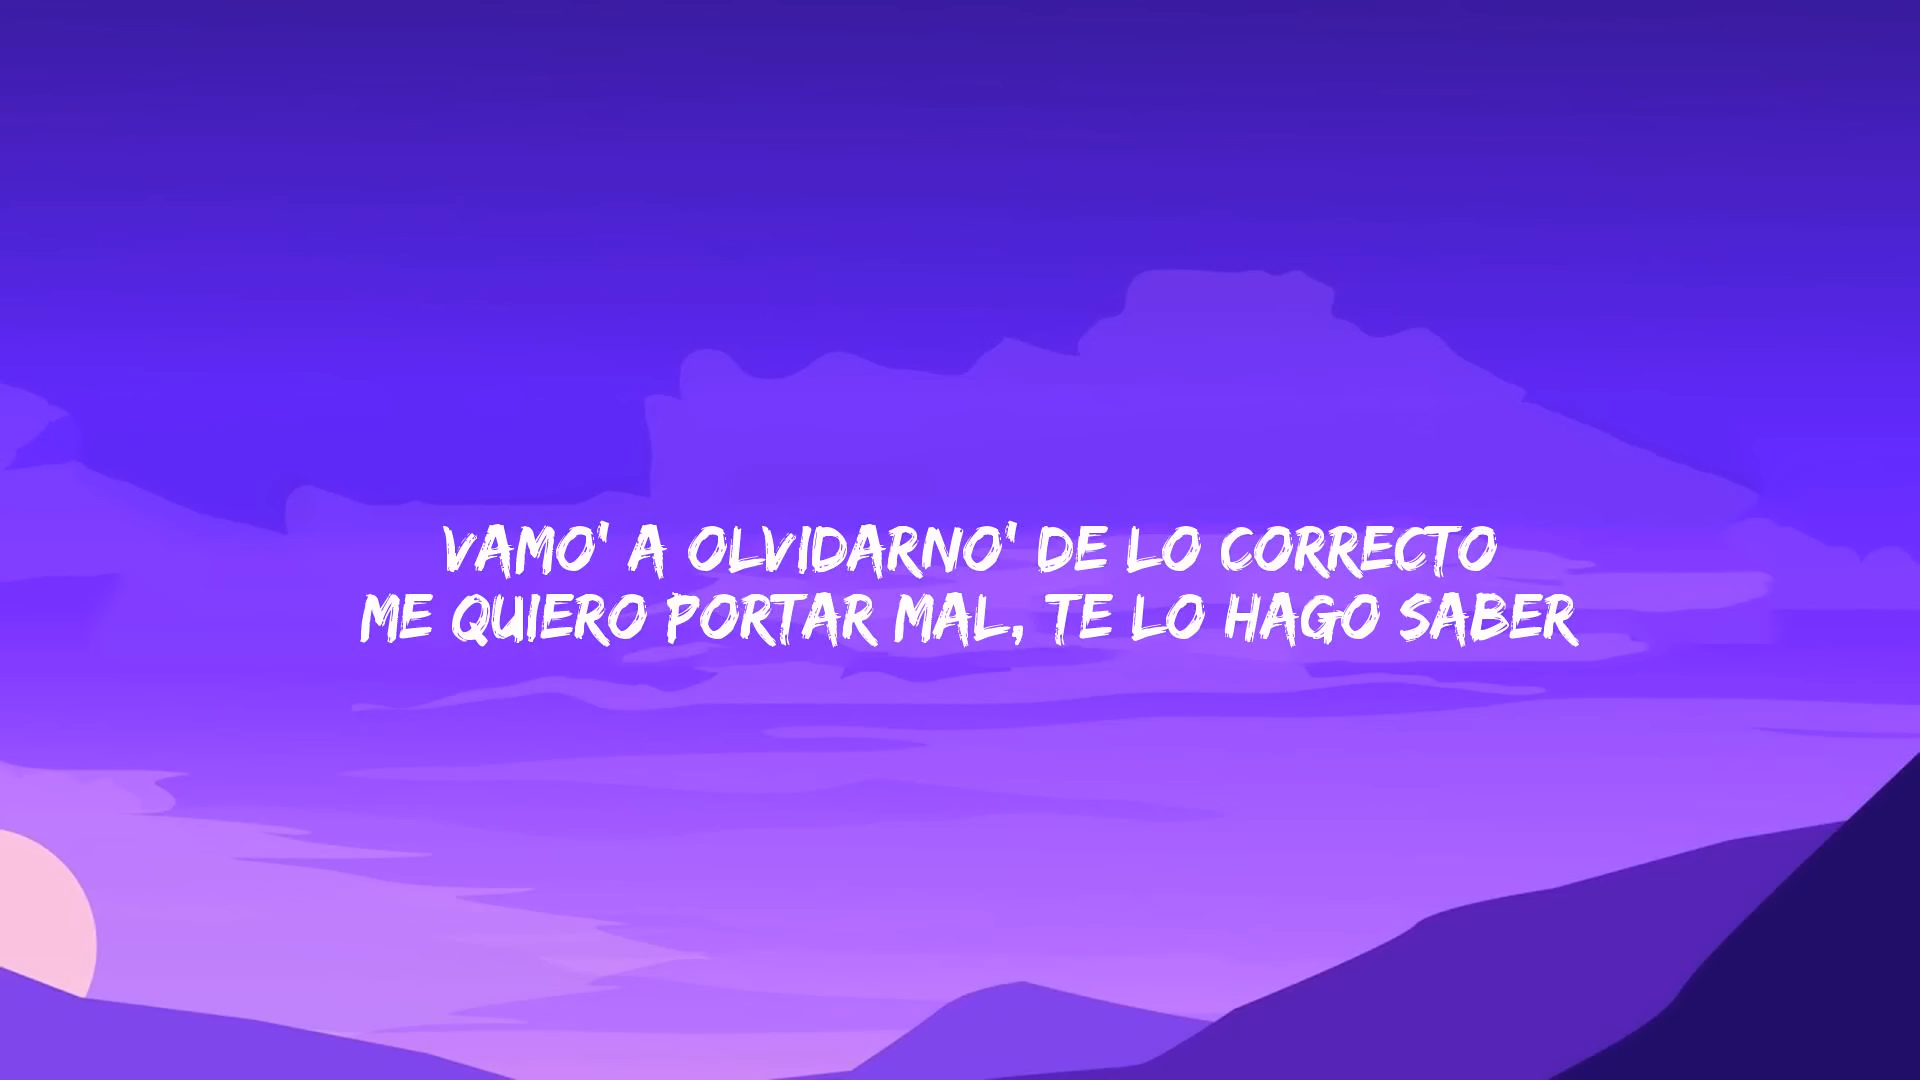 VAMO' A OLVIDARNO' DE LO CORRECTO
ME QUIERO PORTAR MAL, TE LO HAGO SABER